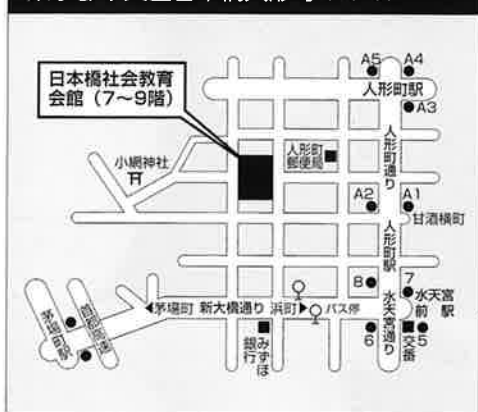 日本橋社会教育
会館（7〜9階）
A5
A4
人形町駅
A3
人形町
郵便局
人形町通り
小網神社
A2
A1
甘酒横町
人形町駅
8
7
水天宮
前駅
◀茅場町 新大橋通り 浜町▶
バス停
水天宮通り
みずほ
銀行
6
交番
5
首都高速
茅場町駅